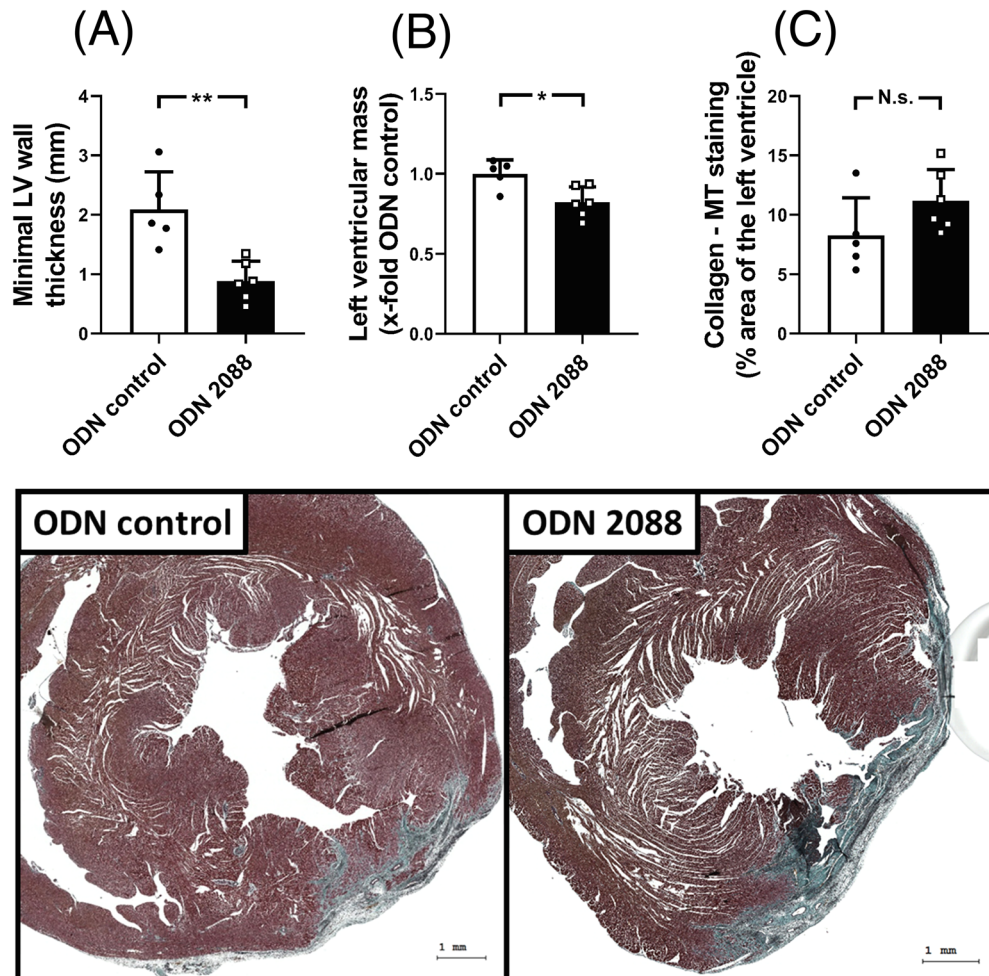 (A)
Minimal LV wall
thickness (mm)
4
3
2
1
0
**
ODN control
ODN 2088
(B)
Left ventricular mass
(x-fold ODN control)
1.5
1.0
0.5
0.0
*
ODN control
ODN 2088
(C)
Collagen - MT staining
(% area of the left ventricle)
20
15
10
5
0
N.s.
ODN control
ODN 2088
ODN control
1 mm
ODN 2088
1 mm